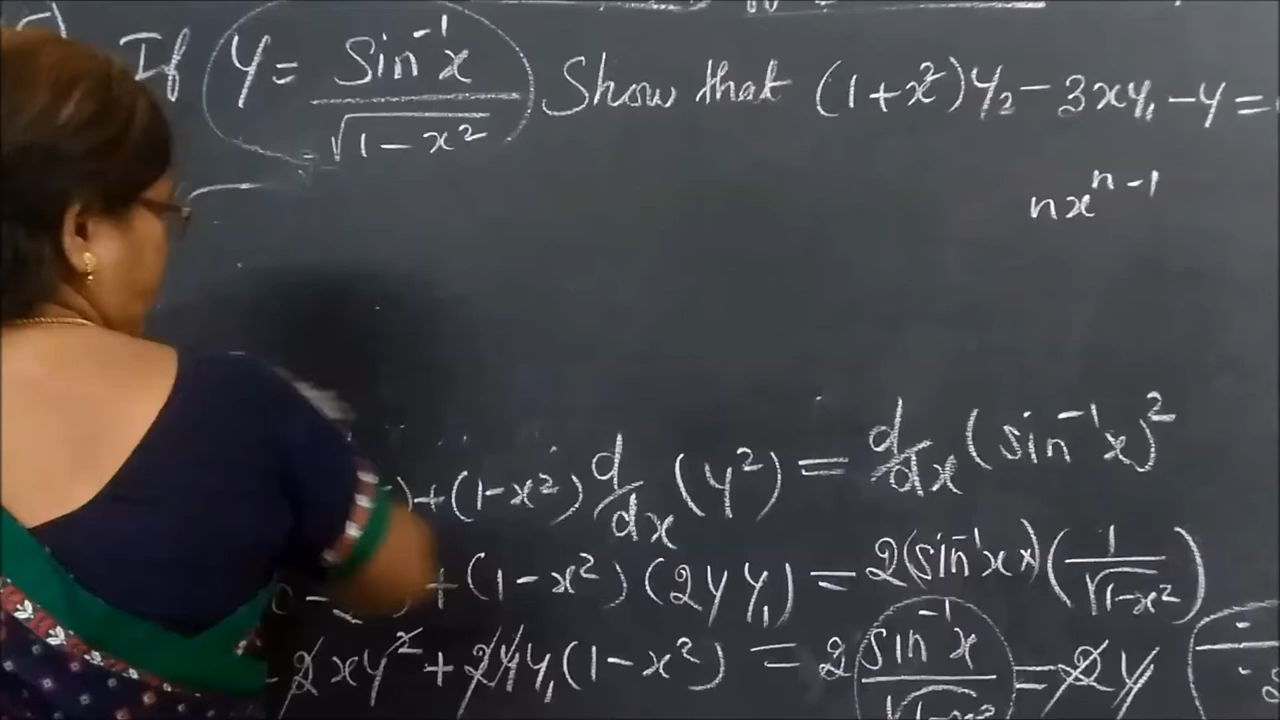 If y = sin⁻¹x / √(1 - x²) Show that (1+x²)y₂ - 3xy₁ - y =
nxⁿ⁻¹
) + (1-x²) d/dx (y²) = d/dx (sin⁻¹x)²
0 - + (1-x²)(2yy₁) = 2(sin⁻¹x)(1/√(1-x²))
-2xy² + 2yy₁(1-x²) = 2 sin⁻¹x / √(1-x²) = 2y